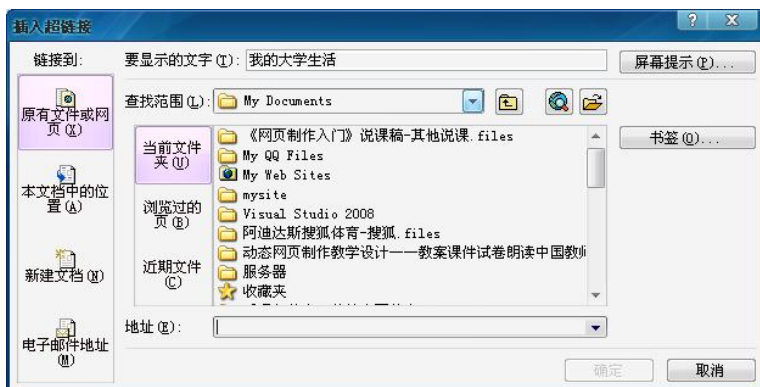 插入超链接
链接到:
要显示的文字(T): 我的大学生活
屏幕提示(P)...
原有文件或网页(X)
查找范围(L): My Documents
书签(O)...
当前文件夹(U)
《网页制作入门》说课稿-其他说课.files
My QQ Files
My Web Sites
mysite
Visual Studio 2008
阿迪达斯搜狐体育-搜狐.files
动态网页制作教学设计——教案课件试卷朗读中国教师
服务器
收藏夹
本文档中的位置(A)
浏览过的页(B)
新建文档(N)
近期文件(C)
电子邮件地址(M)
地址(E):
确定
取消